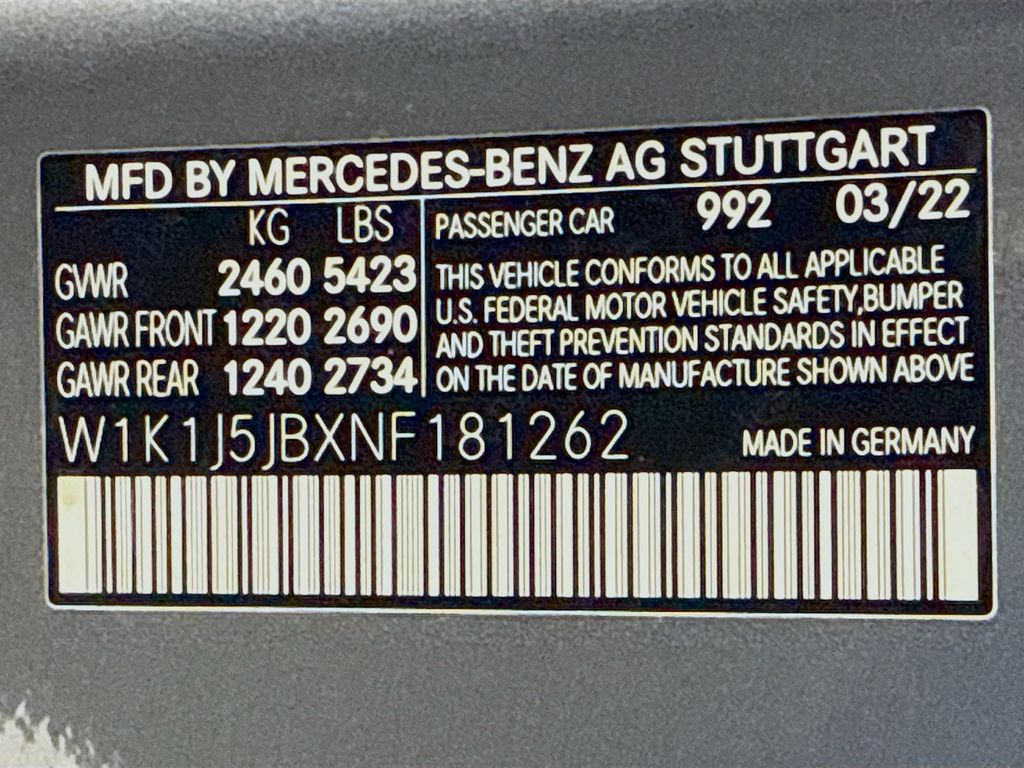 MFD BY MERCEDES-BENZ AG STUTTGART
KG LBS
GVWR 2460 5423
GAWR FRONT 1220 2690
GAWR REAR 1240 2734
PASSENGER CAR 992 03/22
THIS VEHICLE CONFORMS TO ALL APPLICABLE
U.S. FEDERAL MOTOR VEHICLE SAFETY,BUMPER
AND THEFT PREVENTION STANDARDS IN EFFECT
ON THE DATE OF MANUFACTURE SHOWN ABOVE
W1K1J5JBXNF181262 MADE IN GERMANY